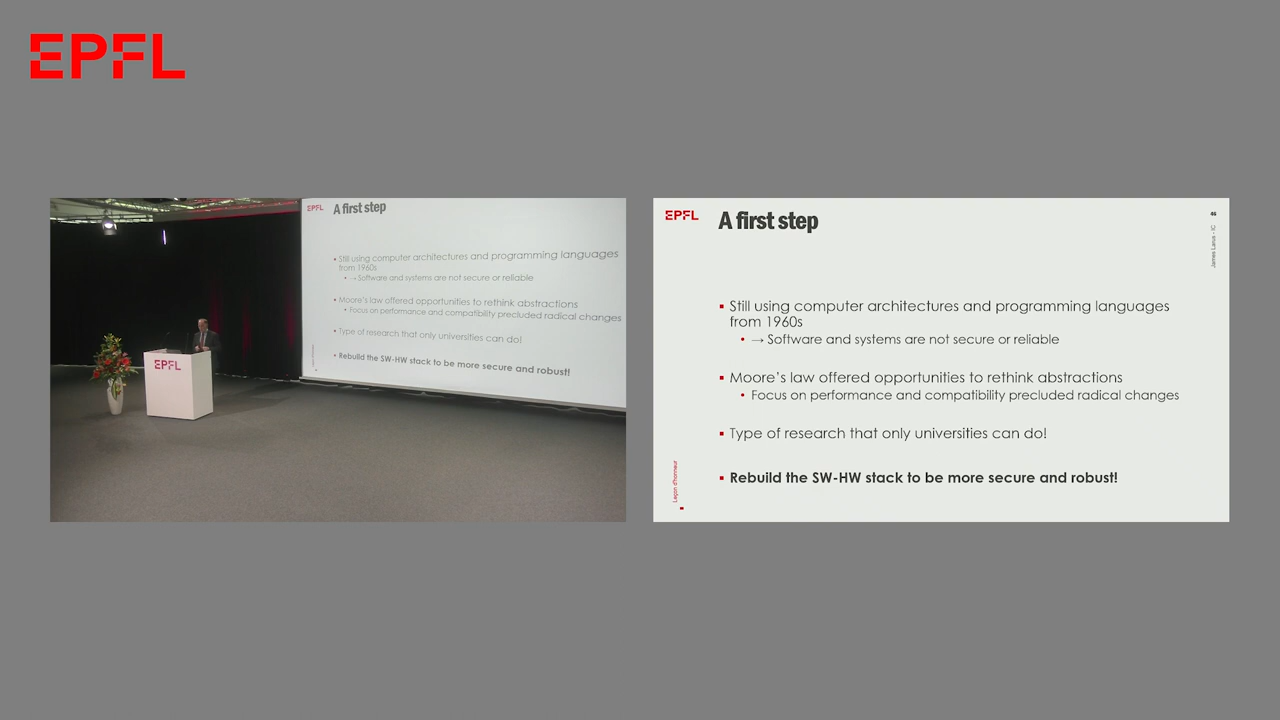 EPFL
EPFL
A first step
Still using computer architectures and programming languages
from 1960s
→ Software and systems are not secure or reliable
Moore's law offered opportunities to rethink abstractions
Focus on performance and compatibility precluded radical changes
Type of research that only universities can do!
Rebuild the SW-HW stack to be more secure and robust!
EPFL
EPFL
A first step
46
James Larus - IC
Still using computer architectures and programming languages
from 1960s
→ Software and systems are not secure or reliable
Moore's law offered opportunities to rethink abstractions
Focus on performance and compatibility precluded radical changes
Type of research that only universities can do!
Rebuild the SW-HW stack to be more secure and robust!
Leçon d'honneur